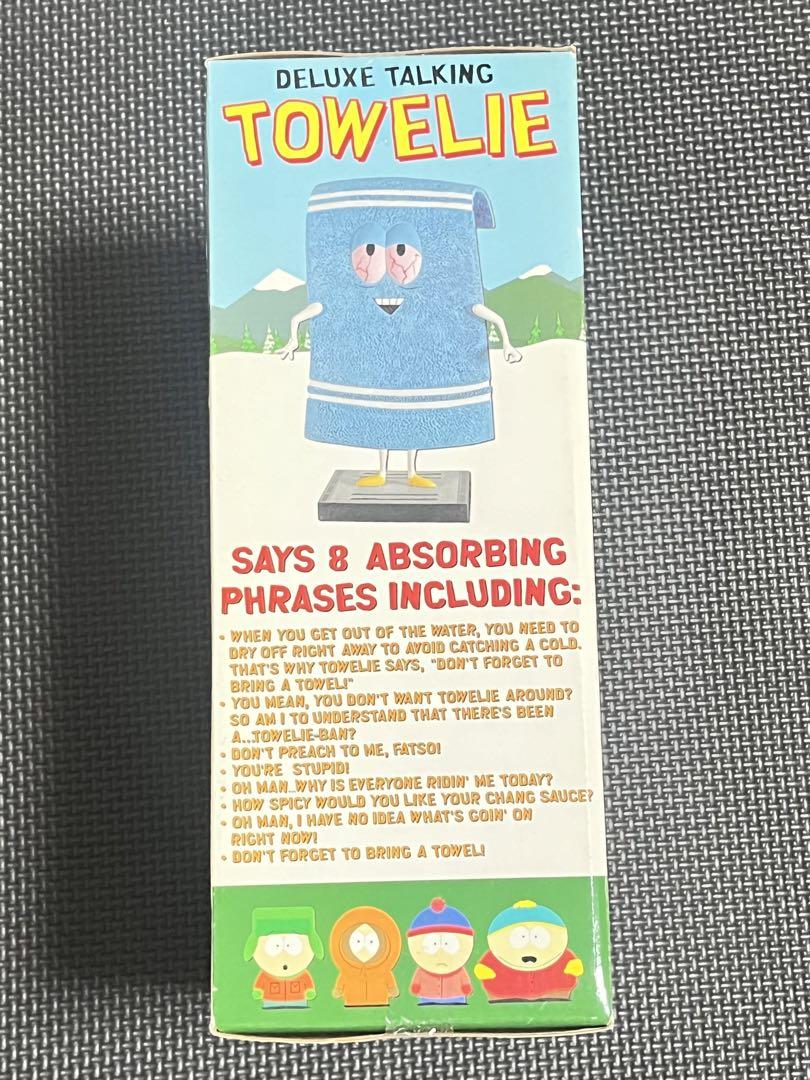 DELUXE TALKING
TOWELIE
SAYS 8 ABSORBING
PHRASES INCLUDING:
• WHEN YOU GET OUT OF THE WATER, YOU NEED TO
DRY OFF RIGHT AWAY TO AVOID CATCHING A COLD.
THAT'S WHY TOWELIE SAYS, "DON'T FORGET TO
BRING A TOWEL!"
• YOU MEAN, YOU DON'T WANT TOWELIE AROUND?
SO AM I TO UNDERSTAND THAT THERE'S BEEN
A...TOWELIE-BAN?
• DON'T PREACH TO ME, FATSO!
• YOU'RE STUPID!
• OH MAN...WHY IS EVERYONE RIDIN' ME TODAY?
• HOW SPICY WOULD YOU LIKE YOUR CHANG SAUCE?
• OH MAN, I HAVE NO IDEA WHAT'S GOIN' ON
RIGHT NOW!
• DON'T FORGET TO BRING A TOWEL!